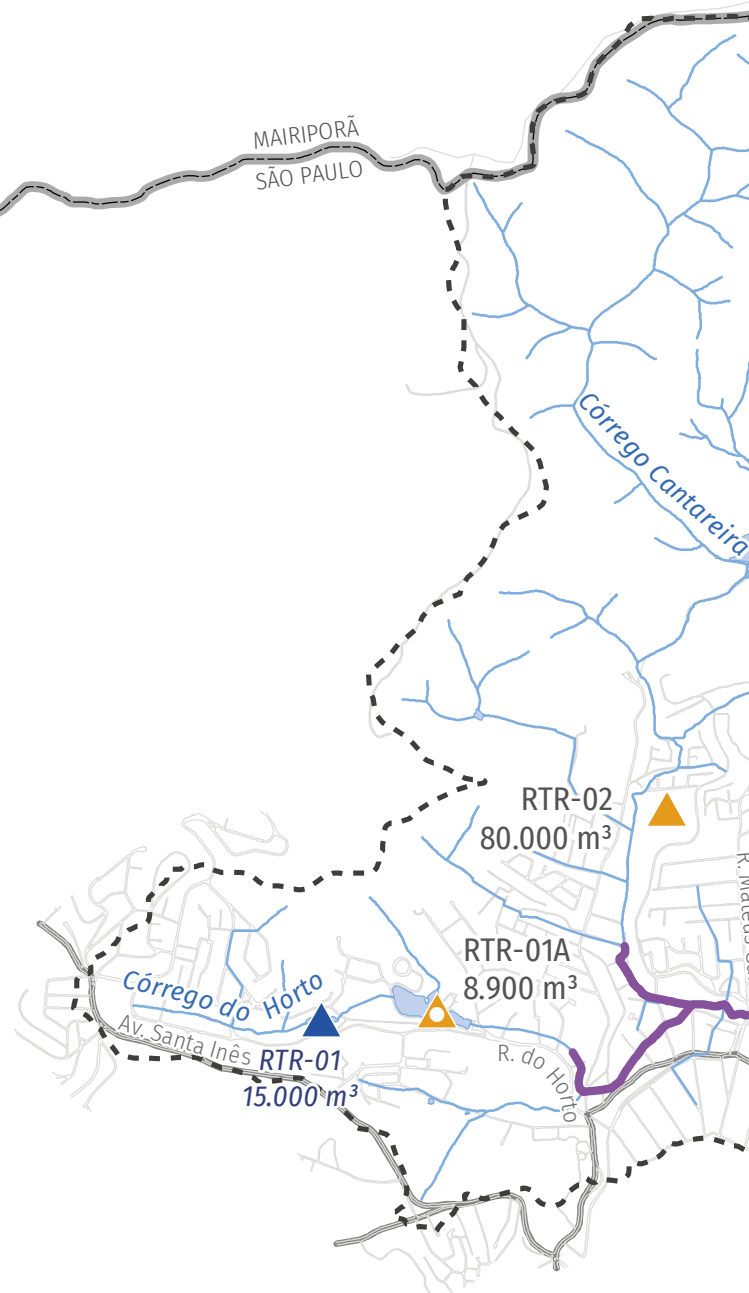 MAIRIPORÃ
SÃO PAULO
Córrego Cantareira
RTR-02
80.000 m³
R. Mateus
RTR-01A
8.900 m³
Córrego do Horto
Av. Santa Inês
RTR-01
15.000 m³
R. do Horto